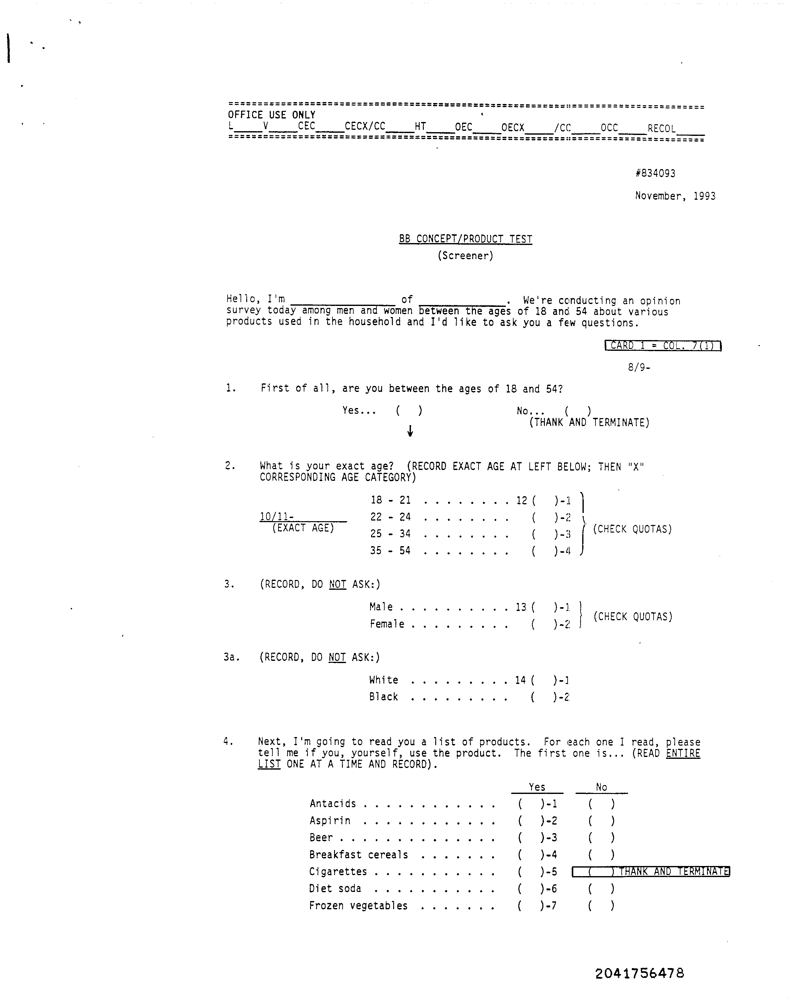 OFFICE USE ONLY
L____V____CEC____CECX/CC____HT____OEC____OECX____/CC____OCC____RECOL____
#834093
November, 1993
BB CONCEPT/PRODUCT TEST
(Screener)
Hello, I'm ________________ of _____________. We're conducting an opinion
survey today among men and women between the ages of 18 and 54 about various
products used in the household and I'd like to ask you a few questions.
CARD 1 = COL. 7(1)
8/9-
1. First of all, are you between the ages of 18 and 54?
Yes... ( ) No... ( )
(THANK AND TERMINATE)
2. What is your exact age? (RECORD EXACT AGE AT LEFT BELOW; THEN "X"
CORRESPONDING AGE CATEGORY)
18 - 21 . . . . . . . . 12 ( )-1
10/11-________ 22 - 24 . . . . . . . . ( )-2
(EXACT AGE) 25 - 34 . . . . . . . . ( )-3 (CHECK QUOTAS)
35 - 54 . . . . . . . . ( )-4
3. (RECORD, DO NOT ASK:)
Male . . . . . . . . . . 13 ( )-1
Female . . . . . . . . . ( )-2 (CHECK QUOTAS)
3a. (RECORD, DO NOT ASK:)
White . . . . . . . . . 14 ( )-1
Black . . . . . . . . . ( )-2
4. Next, I'm going to read you a list of products. For each one I read, please
tell me if you, yourself, use the product. The first one is... (READ ENTIRE
LIST ONE AT A TIME AND RECORD).
Yes No
Antacids . . . . . . . . . . . . ( )-1 ( )
Aspirin . . . . . . . . . . . . ( )-2 ( )
Beer . . . . . . . . . . . . . . ( )-3 ( )
Breakfast cereals . . . . . . . ( )-4 ( )
Cigarettes . . . . . . . . . . . ( )-5 ( ) THANK AND TERMINATE
Diet soda . . . . . . . . . . . ( )-6 ( )
Frozen vegetables . . . . . . . ( )-7 ( )
2041756478